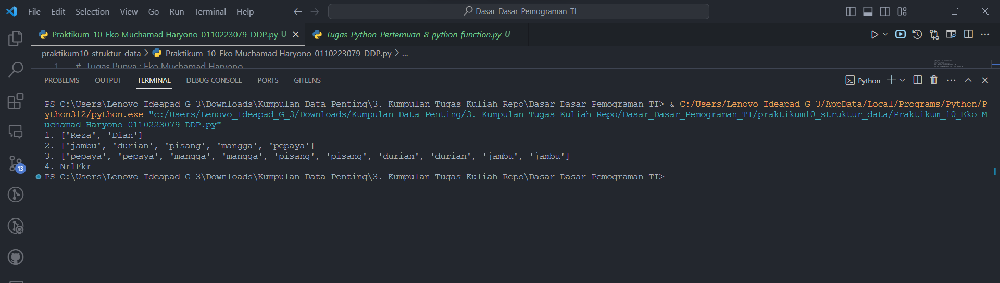 File Edit Selection View Go Run Terminal Help Dasar_Dasar_Pemograman_TI
Praktikum_10_Eko Muchamad Haryono_0110223079_DDP.py U Tugas_Python_Pertemuan_8_python_function.py U
praktikum10_struktur_data > Praktikum_10_Eko Muchamad Haryono_0110223079_DDP.py > ...
1 # Tugas Punya : Eko Muchamad Haryono
PROBLEMS OUTPUT TERMINAL DEBUG CONSOLE PORTS GITLENS Python
PS C:\Users\Lenovo_Ideapad_G_3\Downloads\Kumpulan Data Penting\3. Kumpulan Tugas Kuliah Repo\Dasar_Dasar_Pemograman_TI> & C:/Users/Lenovo_Ideapad_G_3/AppData/Local/Programs/Python/P
ython312/python.exe "c:/Users/Lenovo_Ideapad_G_3/Downloads/Kumpulan Data Penting/3. Kumpulan Tugas Kuliah Repo/Dasar_Dasar_Pemograman_TI/praktikum10_struktur_data/Praktikum_10_Eko M
uchamad Haryono_0110223079_DDP.py"
1. ['Reza', 'Dian']
2. ['jambu', 'durian', 'pisang', 'mangga', 'pepaya']
3. ['pepaya', 'pepaya', 'mangga', 'mangga', 'pisang', 'pisang', 'durian', 'durian', 'jambu', 'jambu']
4. NrlFkr
13
PS C:\Users\Lenovo_Ideapad_G_3\Downloads\Kumpulan Data Penting\3. Kumpulan Tugas Kuliah Repo\Dasar_Dasar_Pemograman_TI>